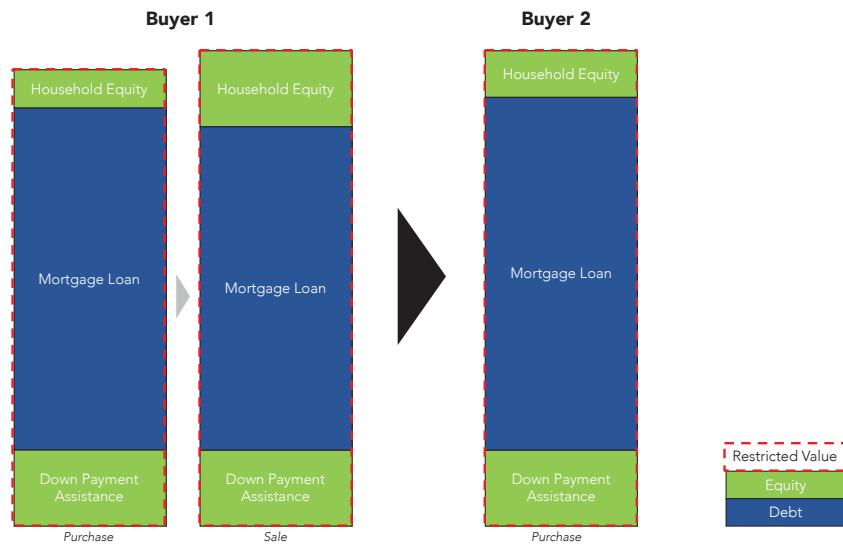 Buyer 1
Buyer 2
Household Equity
Mortgage Loan
Down Payment
Assistance
Purchase
Household Equity
Mortgage Loan
Down Payment
Assistance
Sale
Household Equity
Mortgage Loan
Down Payment
Assistance
Purchase
Restricted Value
Equity
Debt